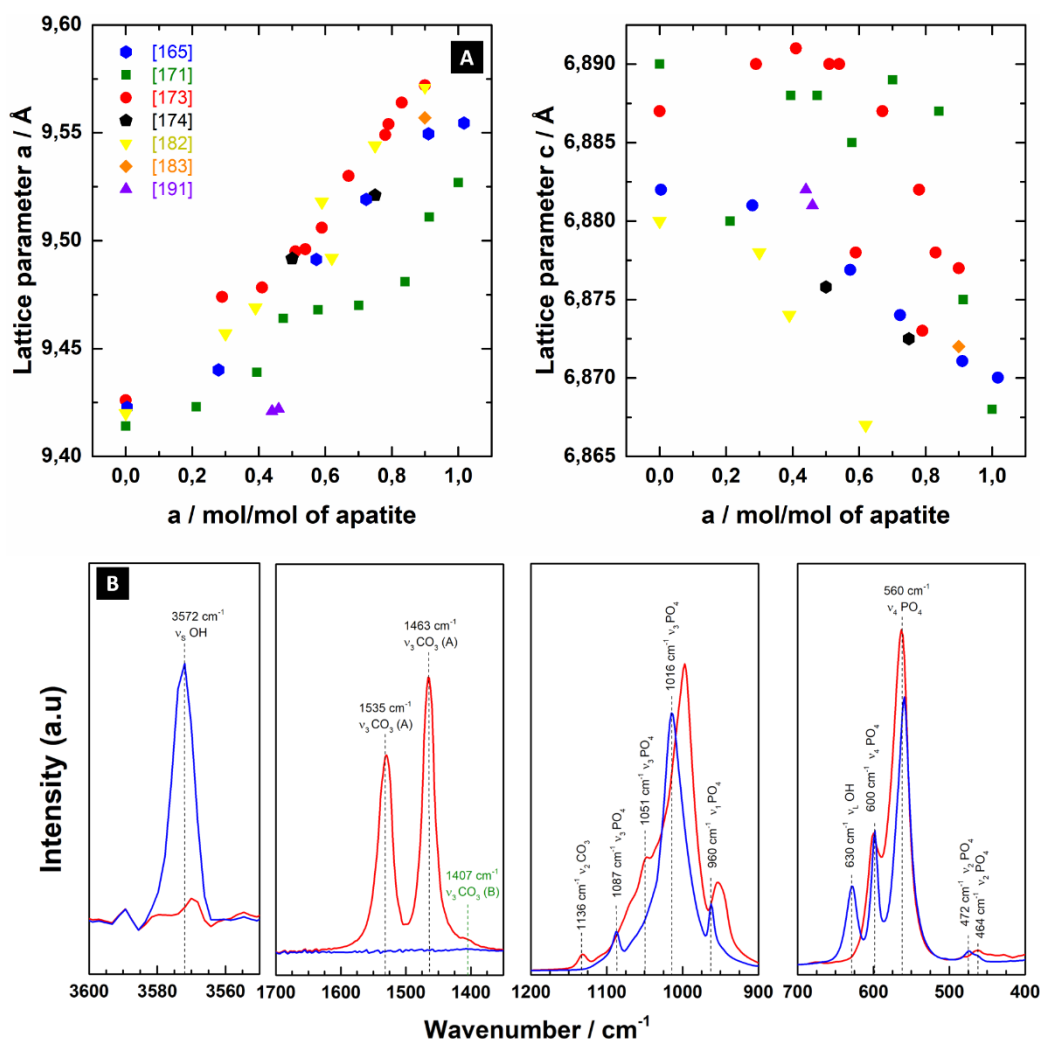 9,60
9,55
9,50
9,45
9,40
Lattice parameter a / Å
[165]
[171]
[173]
[174]
[182]
[183]
[191]
A
0,0 0,2 0,4 0,6 0,8 1,0
a / mol/mol of apatite
6,890
6,885
6,880
6,875
6,870
6,865
Lattice parameter c / Å
0,0 0,2 0,4 0,6 0,8 1,0
a / mol/mol of apatite
B
Intensity (a.u)
3572 cm⁻¹
νₛ OH
3600 3580 3560
1535 cm⁻¹
ν₃ CO₃ (A)
1463 cm⁻¹
ν₃ CO₃ (A)
1407 cm⁻¹
ν₃ CO₃ (B)
1700 1600 1500 1400
1136 cm⁻¹ ν₂ CO₃
1087 cm⁻¹ ν₃ PO₄
1051 cm⁻¹ ν₃ PO₄
1016 cm⁻¹ ν₃ PO₄
960 cm⁻¹ ν₁ PO₄
1200 1100 1000 900
630 cm⁻¹ ν_L OH
600 cm⁻¹ ν₄ PO₄
560 cm⁻¹
ν₄ PO₄
472 cm⁻¹ ν₂ PO₄
464 cm⁻¹ ν₂ PO₄
700 600 500 400
Wavenumber / cm⁻¹